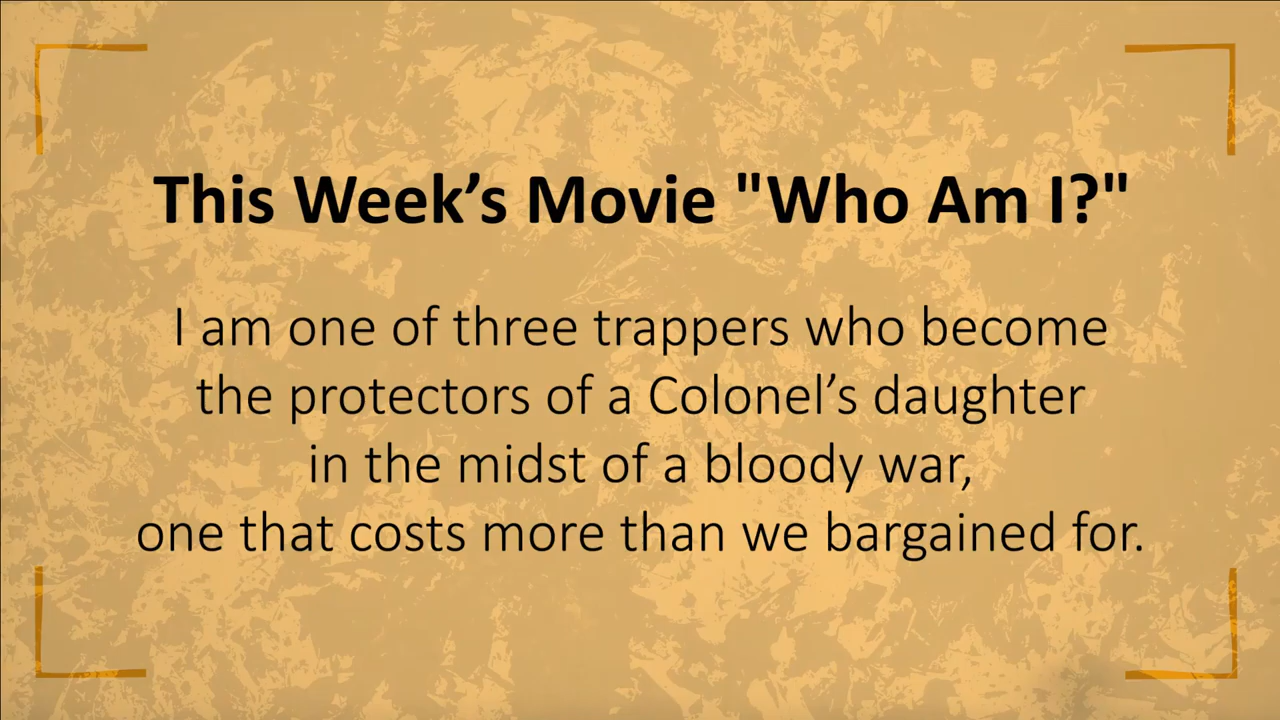 This Week’s Movie "Who Am I?"
I am one of three trappers who become
the protectors of a Colonel’s daughter
in the midst of a bloody war,
one that costs more than we bargained for.